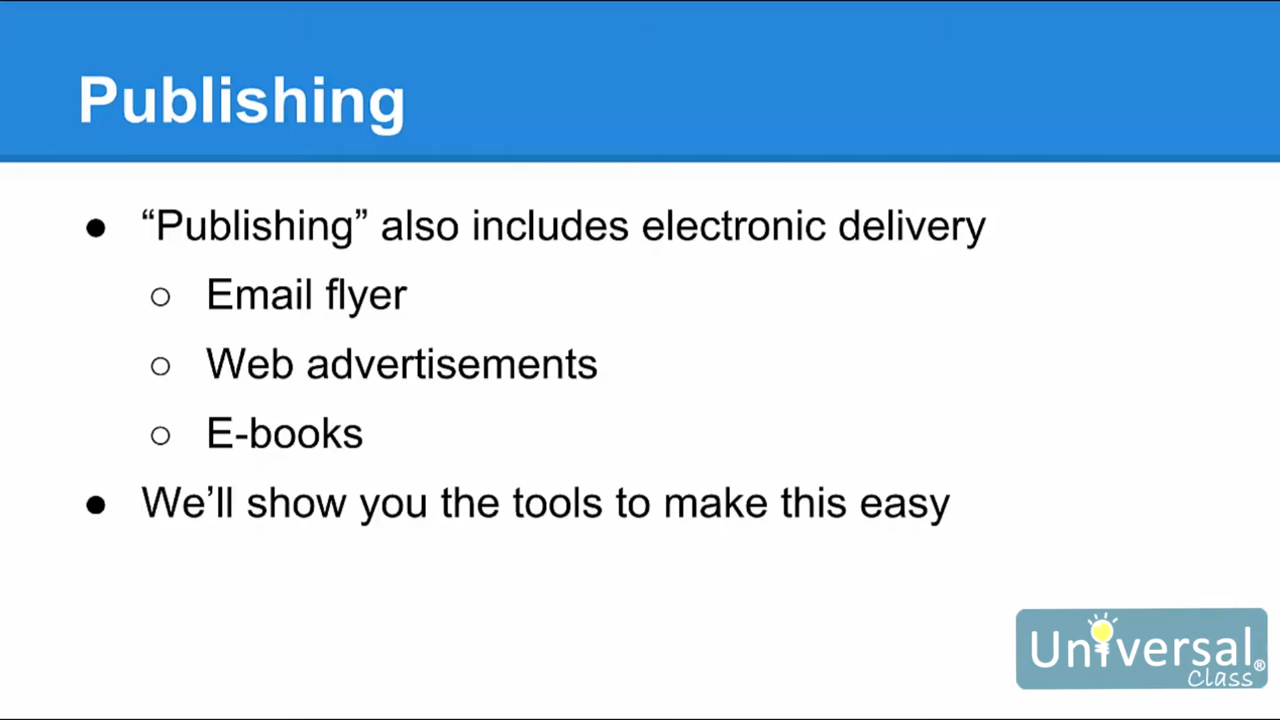 Publishing
● “Publishing” also includes electronic delivery
○ Email flyer
○ Web advertisements
○ E-books
● We’ll show you the tools to make this easy
Universal®
Class